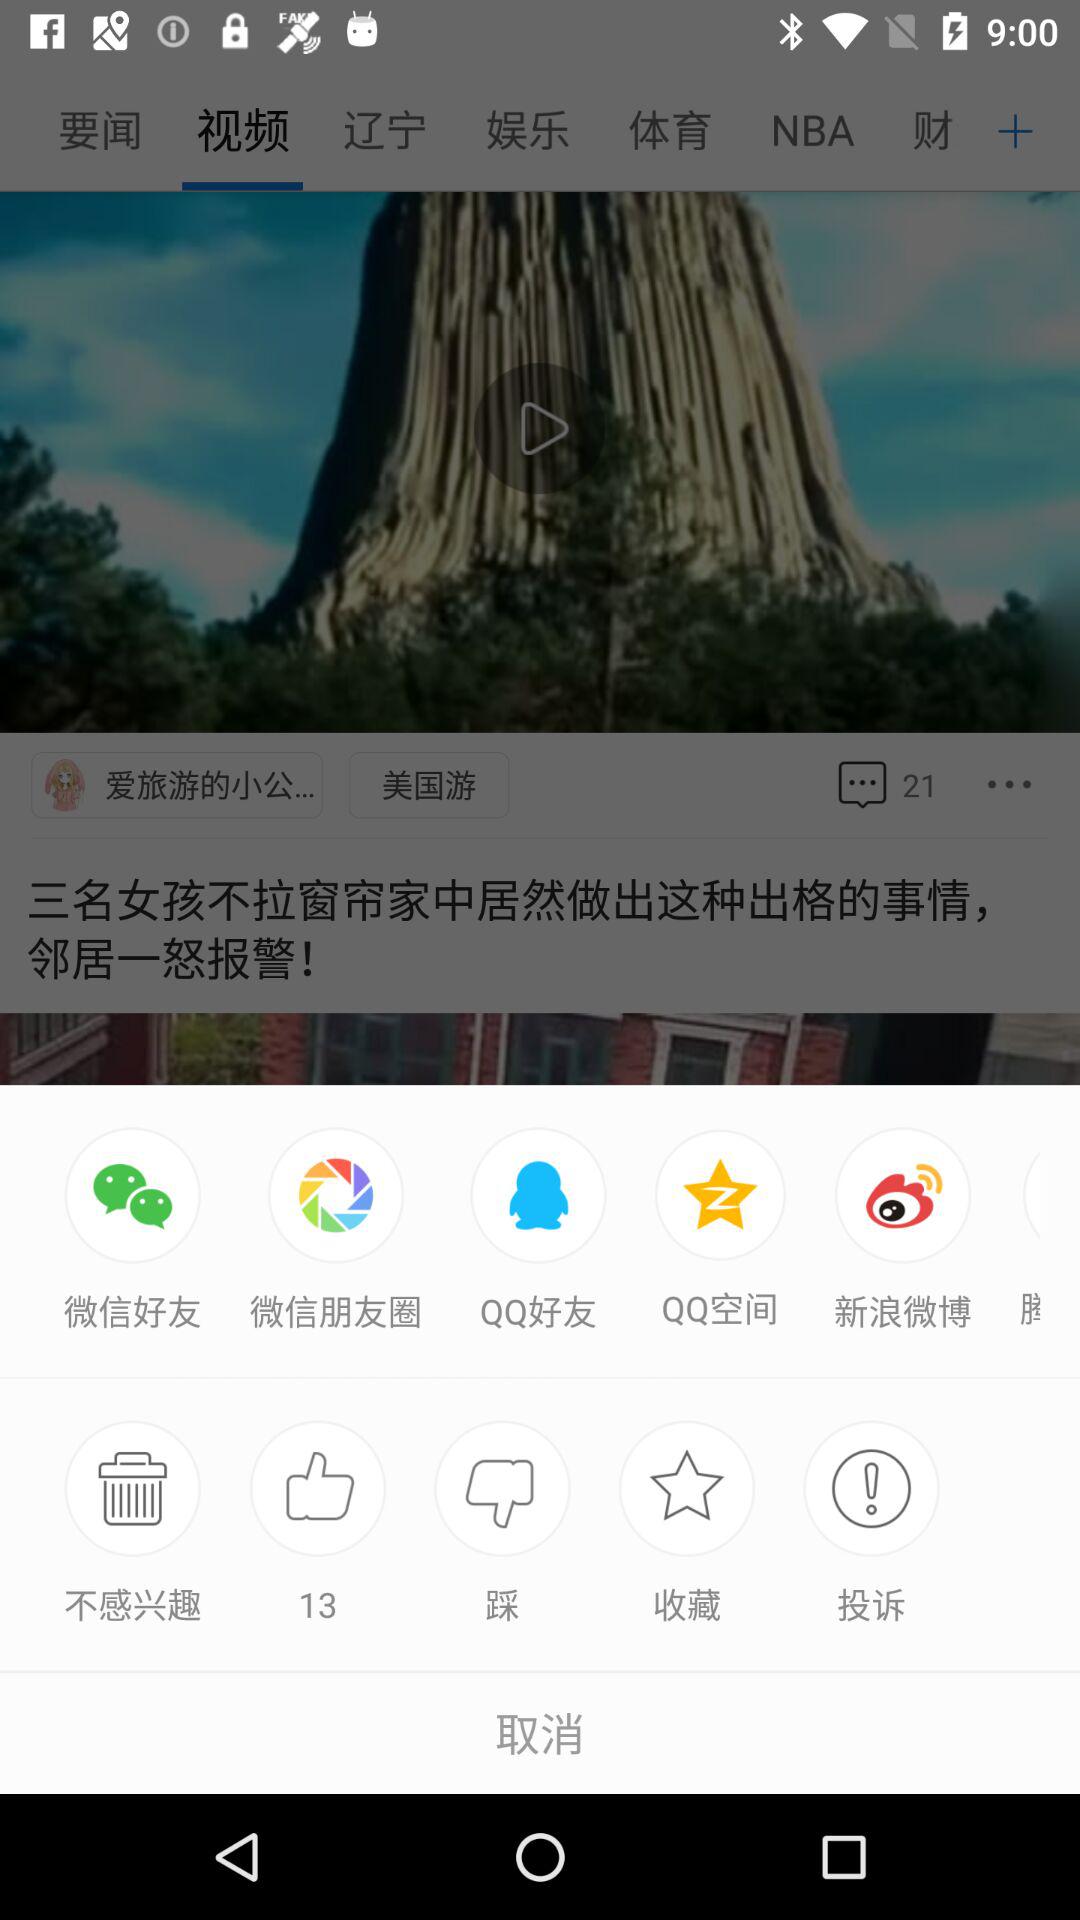 FAKE
9:00
要闻 视频 辽宁 娱乐 体育 NBA 财
爱旅游的小公... 美国游 21
三名女孩不拉窗帘家中居然做出这种出格的事情，
邻居一怒报警！
微信好友 微信朋友圈 QQ好友 QQ空间 新浪微博
不感兴趣 13 踩 收藏 投诉
取消